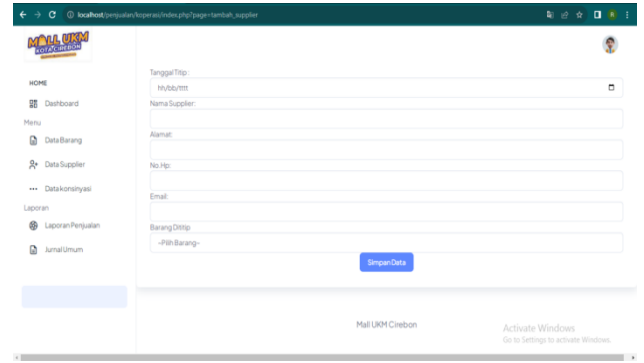 localhost/penjualan/koperasi/index.php?page=tambah_supplier
MALL UKM
KOTA CIREBON
HOME
Dashboard
Menu
Data Barang
Data Supplier
Data konsinyasi
Laporan
Laporan Penjualan
Jurnal Umum
Tanggal Titip :
hh/bb/tttt
Nama Supplier:
Alamat:
No.Hp:
Email:
Barang Dititip
~Pilih Barang~
Simpan Data
Mall UKM Cirebon
Activate Windows
Go to Settings to activate Windows.